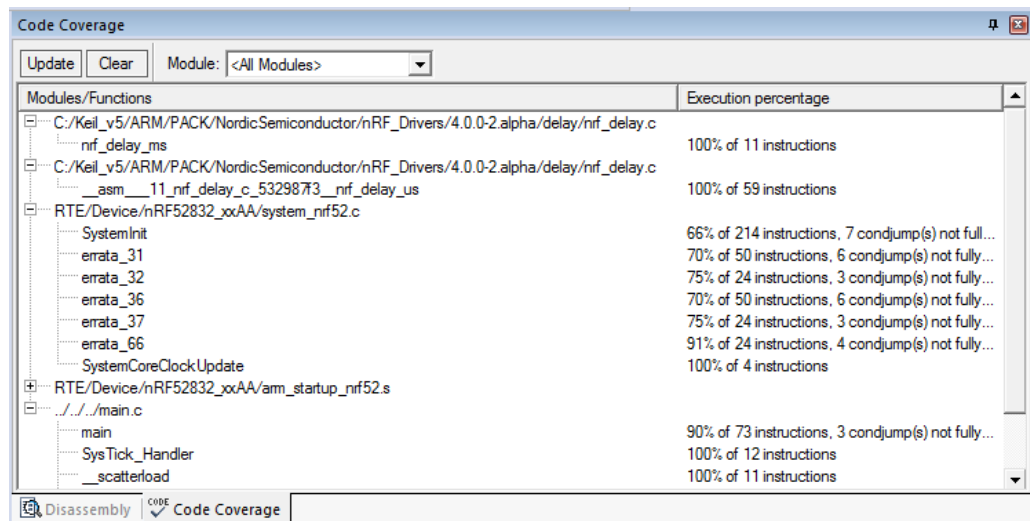 Code Coverage
Update Clear Module: <All Modules>
Modules/Functions Execution percentage
C:/Keil_v5/ARM/PACK/NordicSemiconductor/nRF_Drivers/4.0.0-2.alpha/delay/nrf_delay.c
nrf_delay_ms 100% of 11 instructions
C:/Keil_v5/ARM/PACK/NordicSemiconductor/nRF_Drivers/4.0.0-2.alpha/delay/nrf_delay.c
__asm___11_nrf_delay_c_532987f3__nrf_delay_us 100% of 59 instructions
RTE/Device/nRF52832_xxAA/system_nrf52.c
SystemInit 66% of 214 instructions, 7 condjump(s) not full...
errata_31 70% of 50 instructions, 6 condjump(s) not fully...
errata_32 75% of 24 instructions, 3 condjump(s) not fully...
errata_36 70% of 50 instructions, 6 condjump(s) not fully...
errata_37 75% of 24 instructions, 3 condjump(s) not fully...
errata_66 91% of 24 instructions, 4 condjump(s) not fully...
SystemCoreClockUpdate 100% of 4 instructions
RTE/Device/nRF52832_xxAA/arm_startup_nrf52.s
../../../main.c
main 90% of 73 instructions, 3 condjump(s) not fully...
SysTick_Handler 100% of 12 instructions
__scatterload 100% of 11 instructions
Disassembly CODE Code Coverage